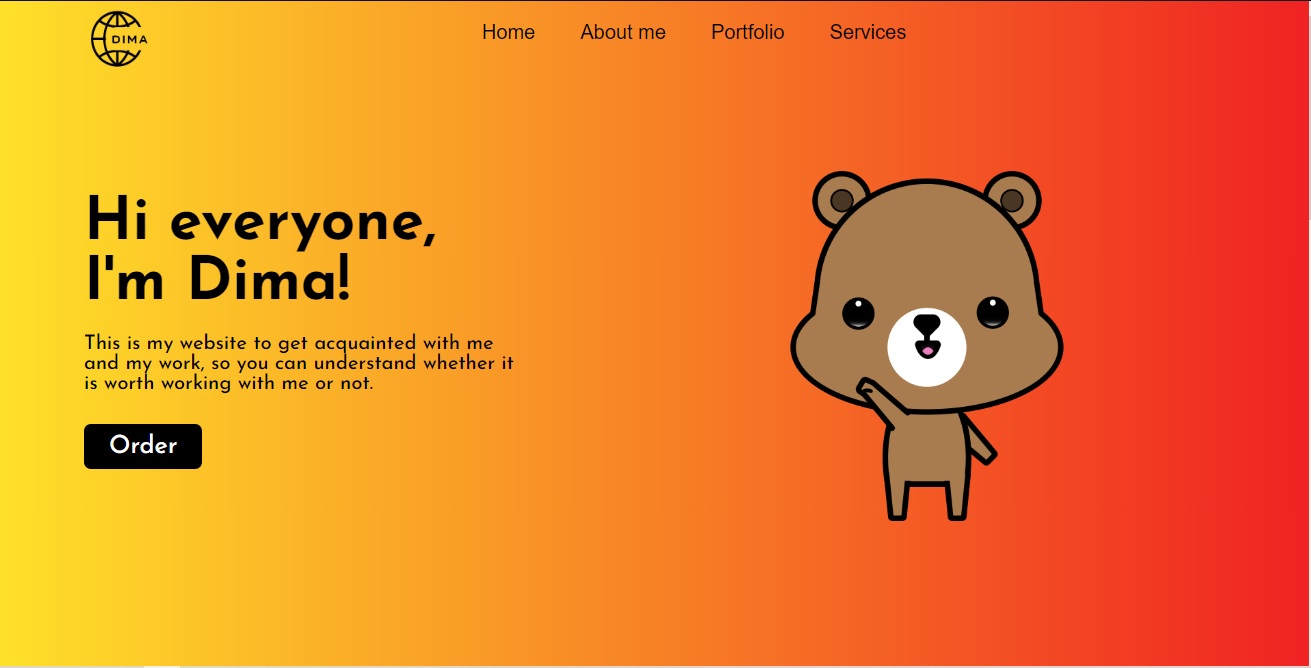 DIMA
Home About me Portfolio Services
Hi everyone,
I'm Dima!
This is my website to get acquainted with me
and my work, so you can understand whether it
is worth working with me or not.
Order